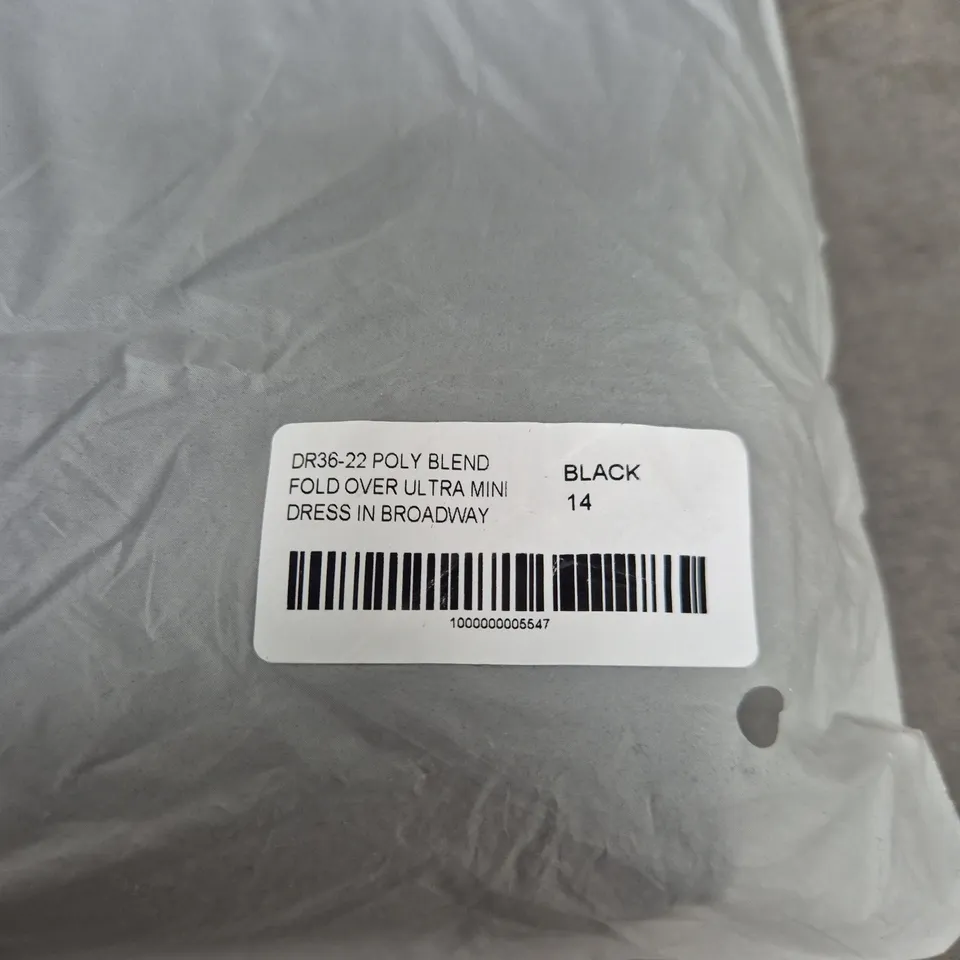 DR36-22 POLY BLEND
FOLD OVER ULTRA MINI
DRESS IN BROADWAY
BLACK
14
1000000005547